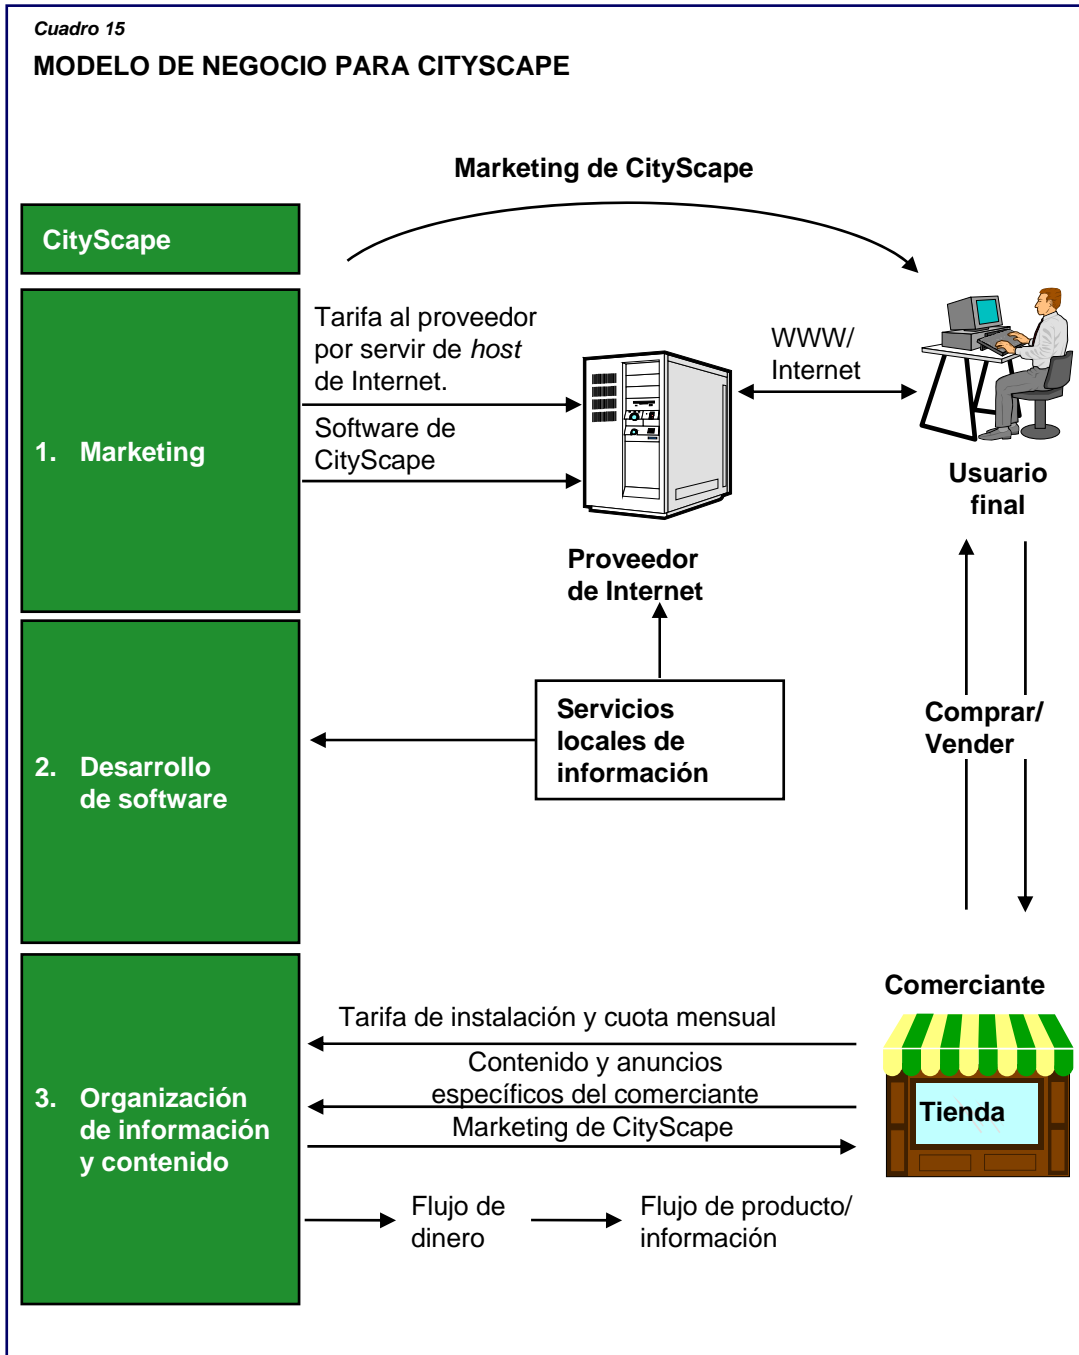 Cuadro 15
MODELO DE NEGOCIO PARA CITYSCAPE
Marketing de CityScape
CityScape
1. Marketing
Tarifa al proveedor
por servir de host
de Internet.
Software de
CityScape
WWW/
Internet
Usuario
final
Proveedor
de Internet
2. Desarrollo
de software
Servicios
locales de
información
Comprar/
Vender
Comerciante
3. Organización
de información
y contenido
Tarifa de instalación y cuota mensual
Contenido y anuncios
específicos del comerciante
Marketing de CityScape
Tienda
Flujo de
dinero
Flujo de producto/
información